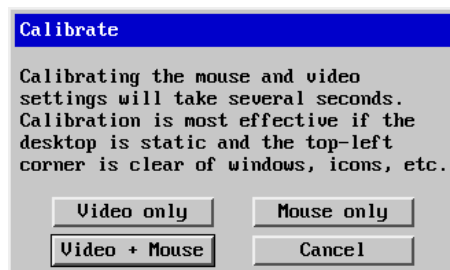 Calibrate
Calibrating the mouse and video
settings will take several seconds.
Calibration is most effective if the
desktop is static and the top-left
corner is clear of windows, icons, etc.
Video only Mouse only
Video + Mouse Cancel